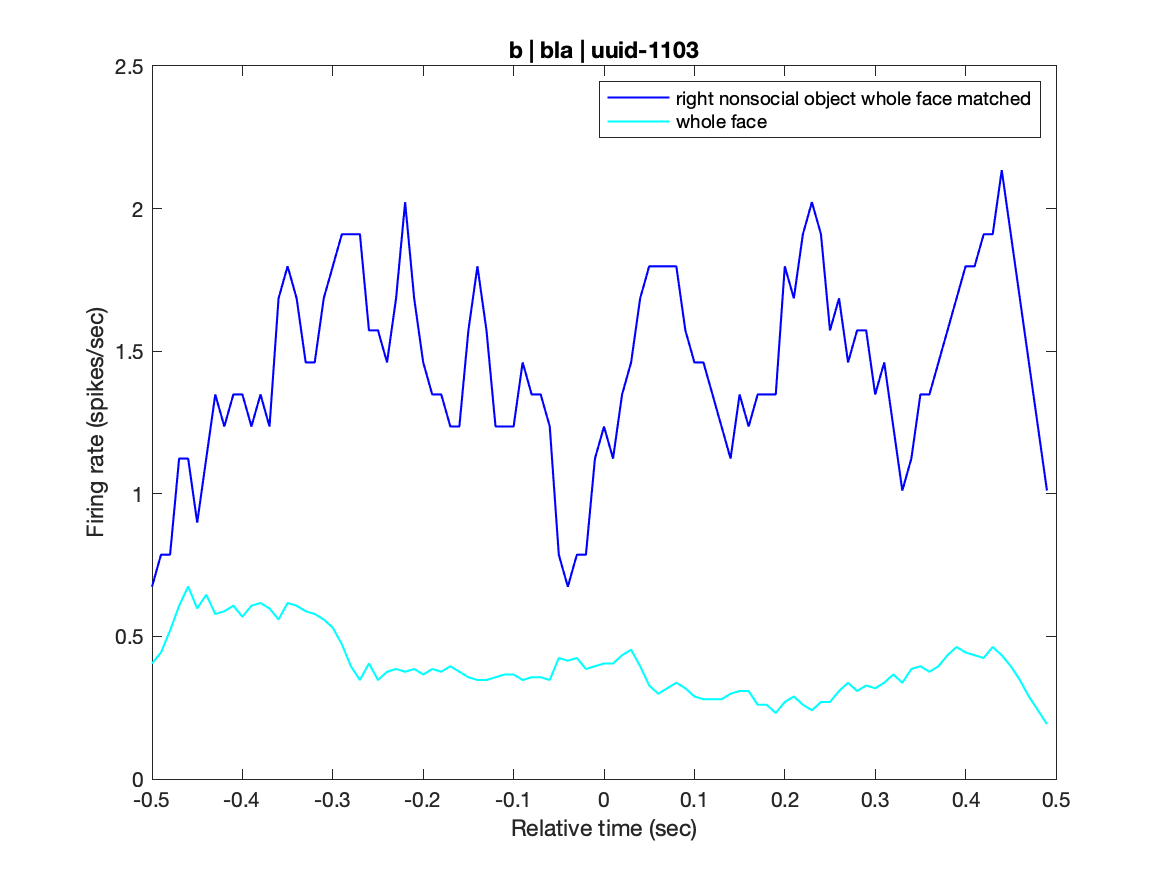 b | bla | uuid-1103
right nonsocial object whole face matched
whole face
2.5
2
1.5
1
0.5
0
Firing rate (spikes/sec)
-0.5 -0.4 -0.3 -0.2 -0.1 0 0.1 0.2 0.3 0.4 0.5
Relative time (sec)